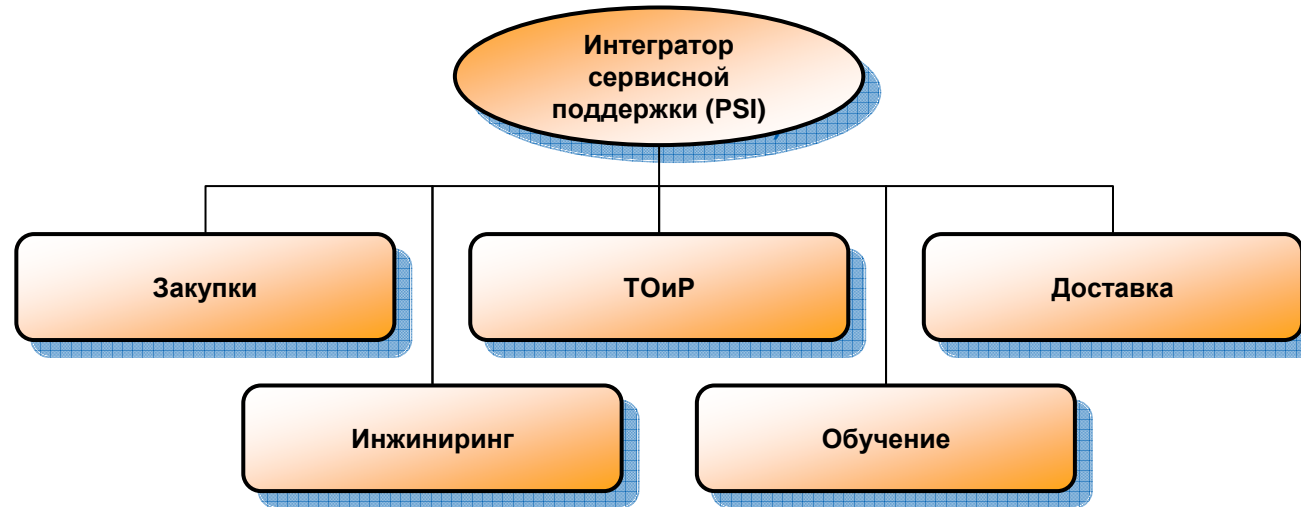 Интегратор
сервисной
поддержки (PSI)
Закупки
ТОиР
Доставка
Инжиниринг
Обучение